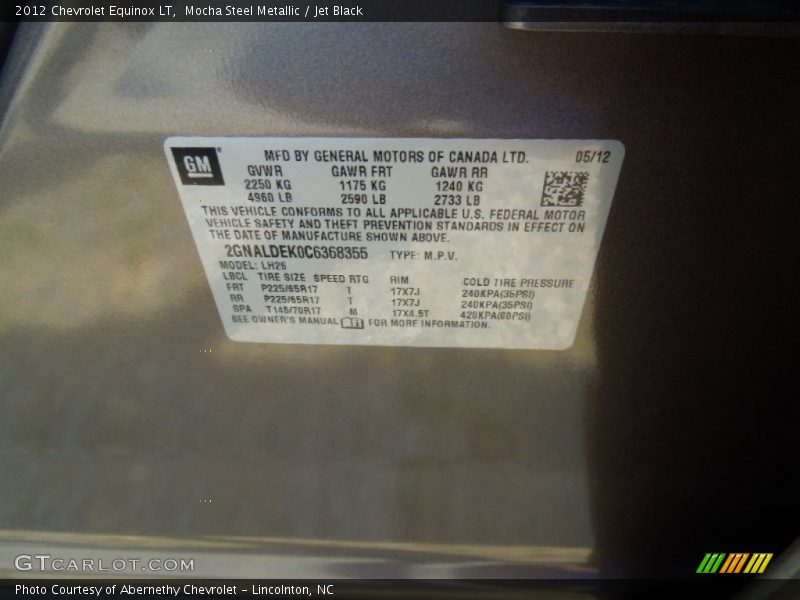 2012 Chevrolet Equinox LT, Mocha Steel Metallic / Jet Black
GM MFD BY GENERAL MOTORS OF CANADA LTD. 05/12
GVWR GAWR FRT GAWR RR
2250 KG 1175 KG 1240 KG
4960 LB 2590 LB 2733 LB
THIS VEHICLE CONFORMS TO ALL APPLICABLE U.S. FEDERAL MOTOR
VEHICLE SAFETY AND THEFT PREVENTION STANDARDS IN EFFECT ON
THE DATE OF MANUFACTURE SHOWN ABOVE.
2GNALDEK0C6368355 TYPE: M.P.V.
MODEL: LH26
LBCL TIRE SIZE SPEED RTG RIM COLD TIRE PRESSURE
FRT P225/65R17 T 17X7J 240KPA(35PSI)
RR P225/65R17 T 17X7J 240KPA(35PSI)
SPA T145/70R17 M 17X4.5T 420KPA(60PSI)
SEE OWNER'S MANUAL FOR MORE INFORMATION.
GTCARLOT.COM
Photo Courtesy of Abernethy Chevrolet – Lincolnton, NC